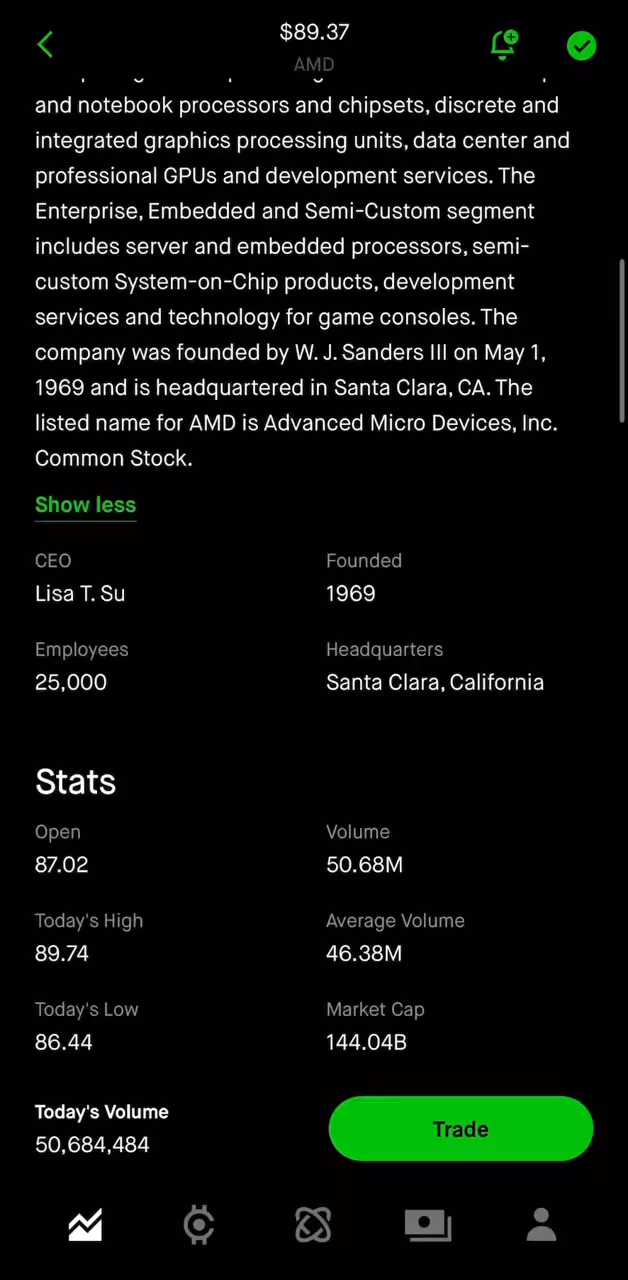 $89.37
AMD
and notebook processors and chipsets, discrete and
integrated graphics processing units, data center and
professional GPUs and development services. The
Enterprise, Embedded and Semi-Custom segment
includes server and embedded processors, semi-
custom System-on-Chip products, development
services and technology for game consoles. The
company was founded by W. J. Sanders III on May 1,
1969 and is headquartered in Santa Clara, CA. The
listed name for AMD is Advanced Micro Devices, Inc.
Common Stock.
Show less
CEO
Lisa T. Su
Founded
1969
Employees
25,000
Headquarters
Santa Clara, California
Stats
Open
87.02
Volume
50.68M
Today's High
89.74
Average Volume
46.38M
Today's Low
86.44
Market Cap
144.04B
Today's Volume
50,684,484
Trade